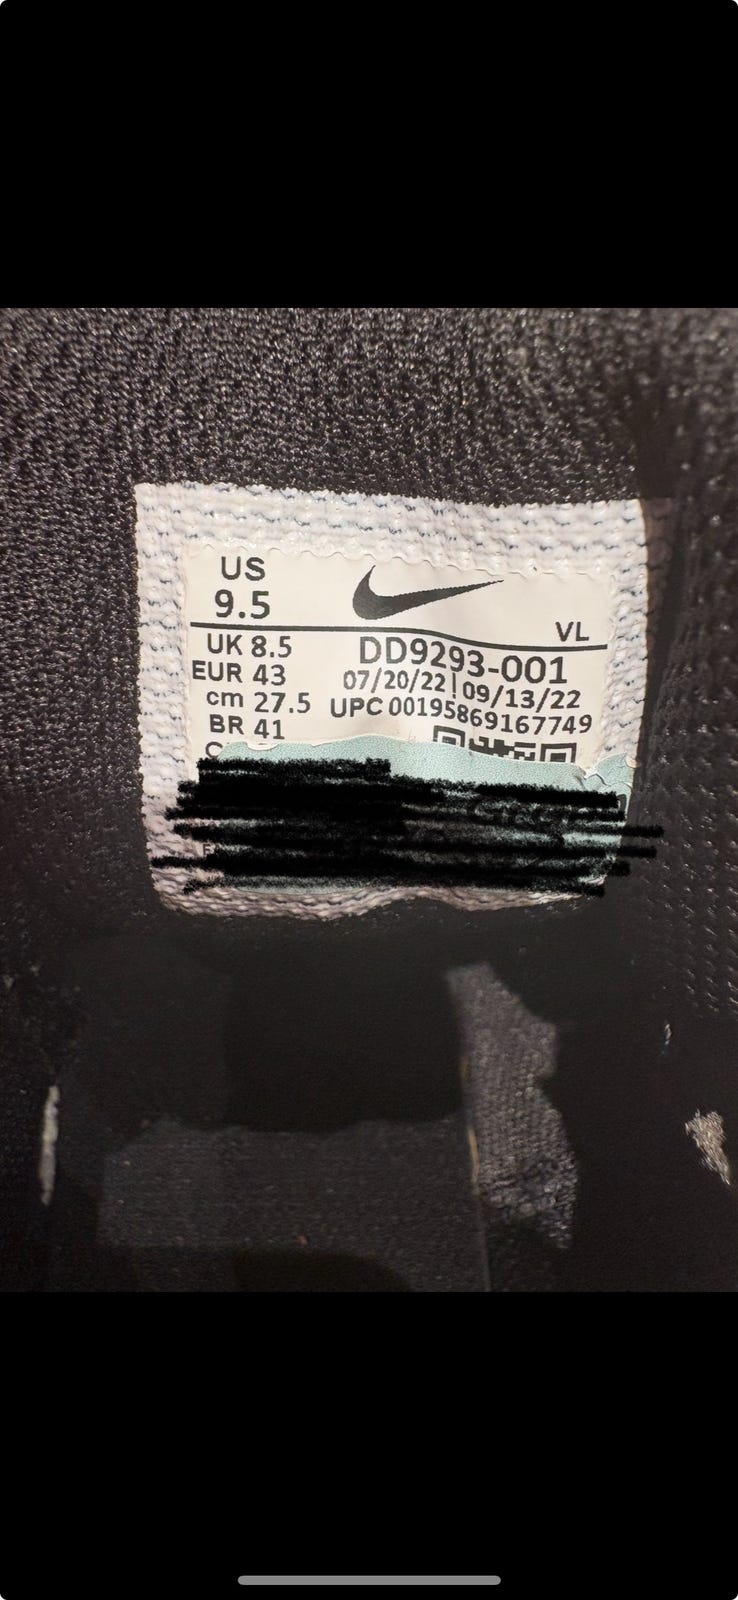 US
9.5
VL
UK 8.5
EUR 43
cm 27.5
BR 41
DD9293-001
07/20/22 | 09/13/22
UPC 00195869167749